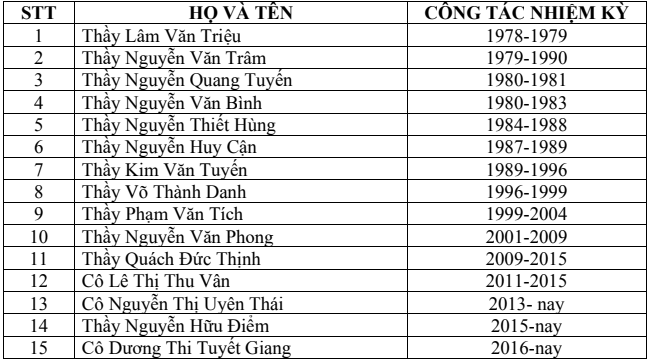 STT HỌ VÀ TÊN CÔNG TÁC NHIỆM KỲ
1 Thầy Lâm Văn Triệu 1978-1979
2 Thầy Nguyễn Văn Trâm 1979-1990
3 Thầy Nguyễn Quang Tuyến 1980-1981
4 Thầy Nguyễn Văn Bình 1980-1983
5 Thầy Nguyễn Thiết Hùng 1984-1988
6 Thầy Nguyễn Huy Cận 1987-1989
7 Thầy Kim Văn Tuyến 1989-1996
8 Thầy Võ Thành Danh 1996-1999
9 Thầy Phạm Văn Tích 1999-2004
10 Thầy Nguyễn Văn Phong 2001-2009
11 Thầy Quách Đức Thịnh 2009-2015
12 Cô Lê Thị Thu Vân 2011-2015
13 Cô Nguyễn Thị Uyên Thái 2013- nay
14 Thầy Nguyễn Hữu Điểm 2015-nay
15 Cô Dương Thi Tuyết Giang 2016-nay